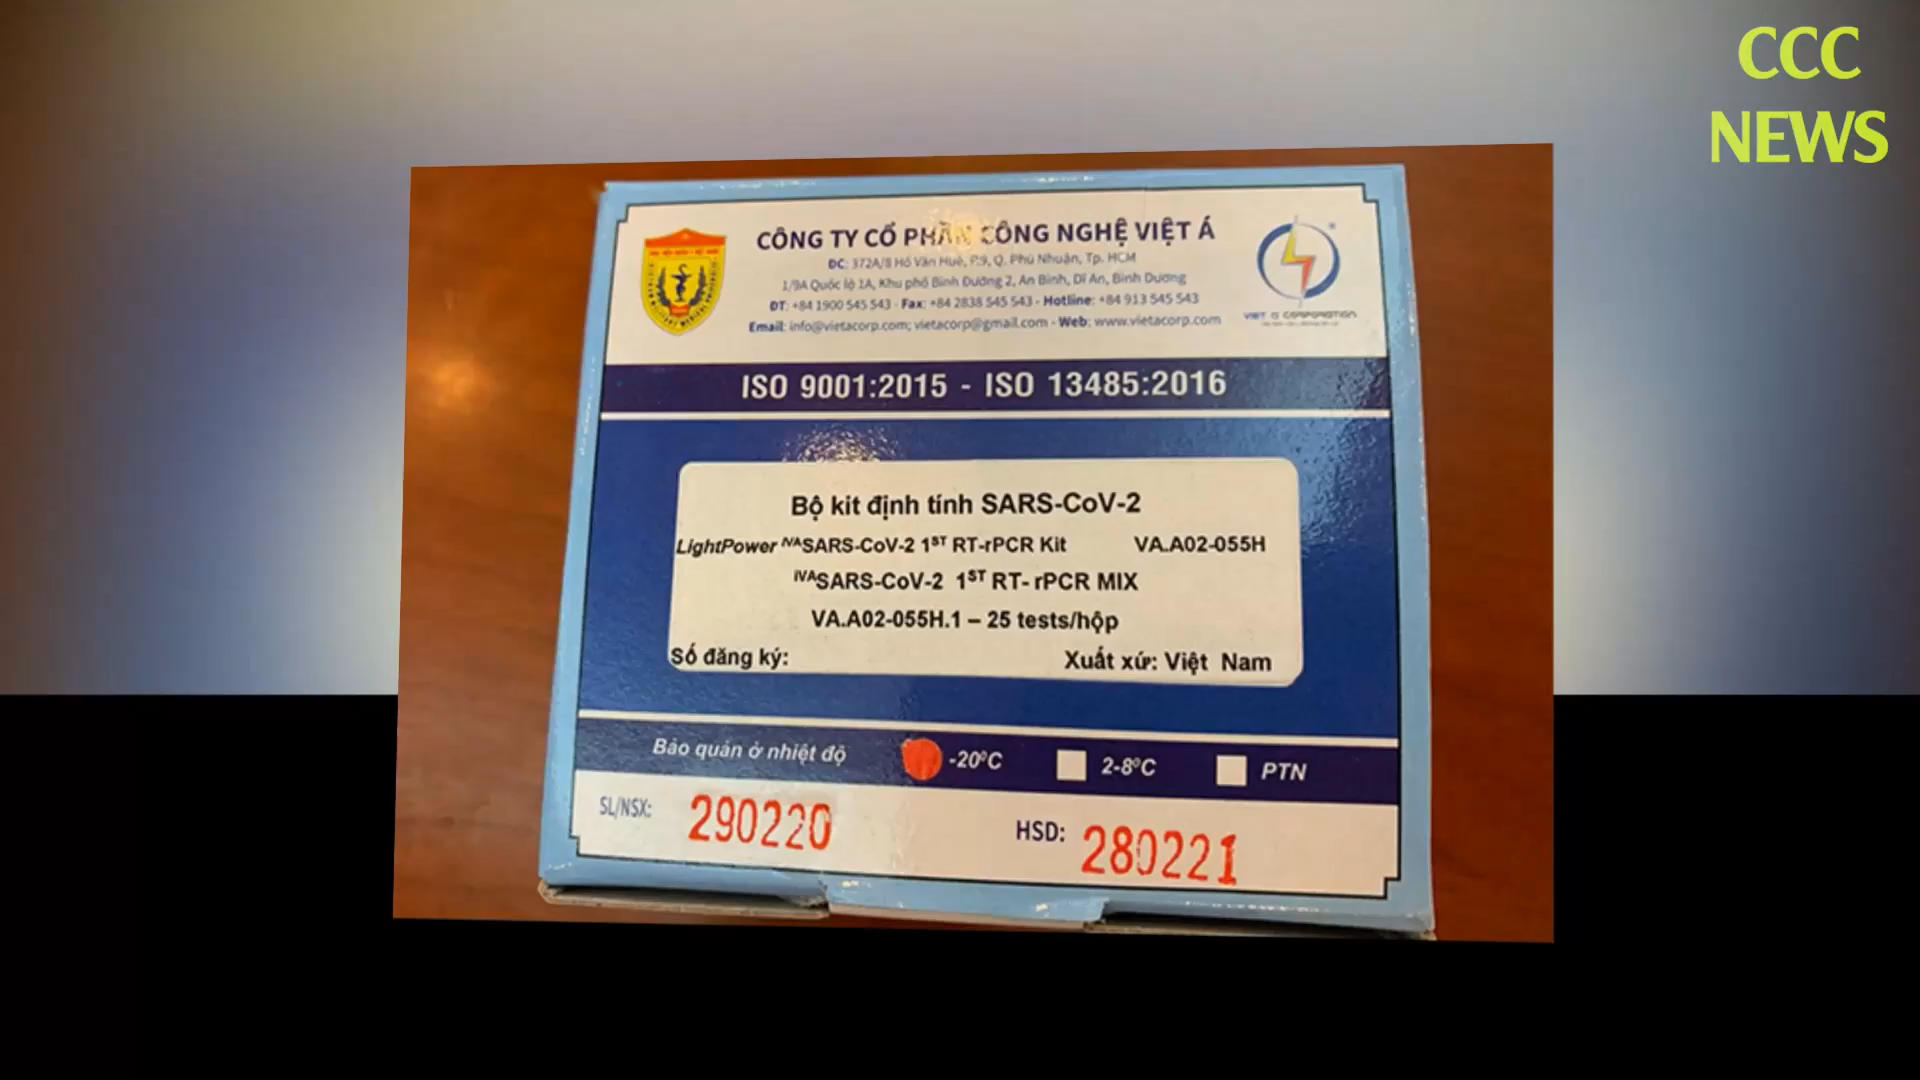 CCC
NEWS
CÔNG TY CỔ PHẦN CÔNG NGHỆ VIỆT Á
ĐC: 372A/8 Hồ Văn Huê, P.9, Q. Phú Nhuận, Tp. HCM
1/9A Quốc lộ 1A, Khu phố Bình Đường 2, An Bình, Dĩ An, Bình Dương
ĐT: +84 1900 545 543 - Fax: +84 2838 545 543 - Hotline: +84 913 545 543
Email: info@vietacorp.com; vietacorp@gmail.com - Web: www.vietacorp.com
VIET A CORPORATION
ISO 9001:2015 - ISO 13485:2016
Bộ kit định tính SARS-CoV-2
LightPower iVASARS-CoV-2 1ST RT-rPCR Kit VA.A02-055H
iVASARS-CoV-2 1ST RT- rPCR MIX
VA.A02-055H.1 – 25 tests/hộp
Số đăng ký: Xuất xứ: Việt Nam
Bảo quản ở nhiệt độ -20⁰C 2-8⁰C PTN
SL/NSX: 290220 HSD: 280221